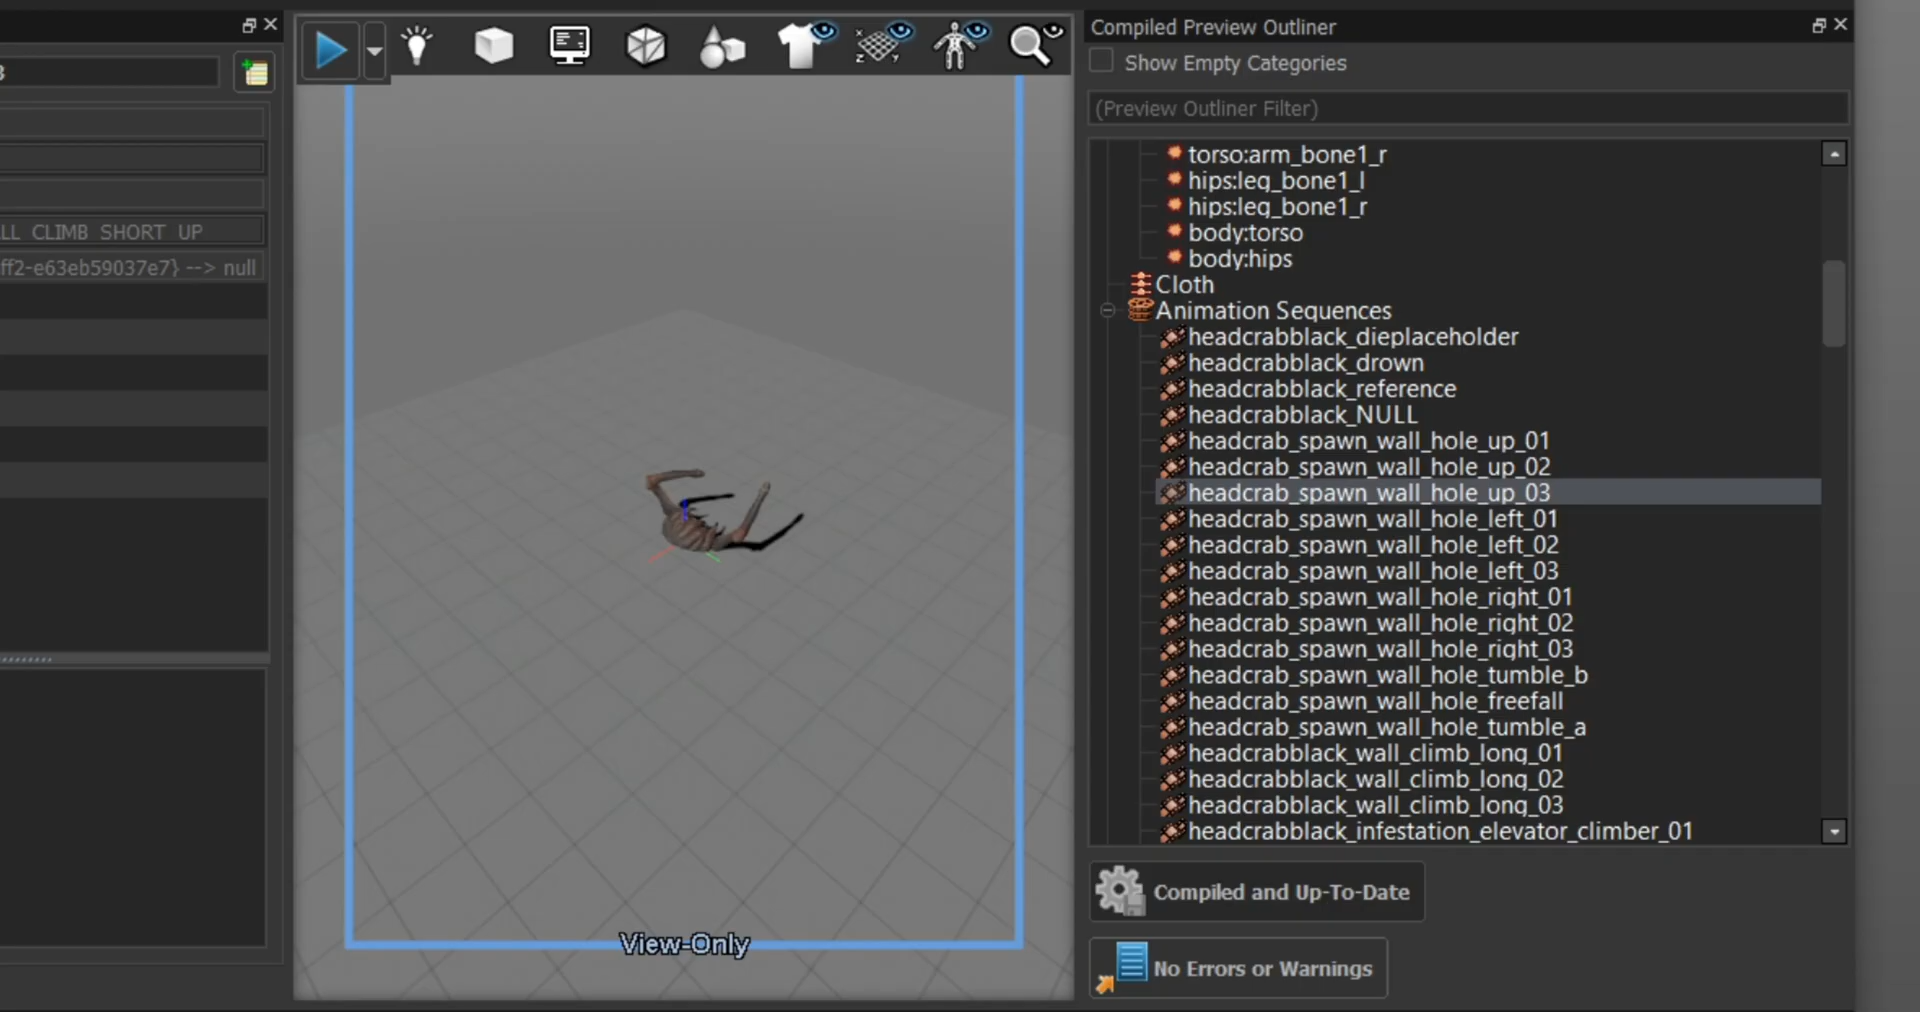 3
LL_CLIMB_SHORT_UP
ff2-e63eb59037e7} --> null
View-Only
Compiled Preview Outliner
Show Empty Categories
(Preview Outliner Filter)
torso:arm_bone1_r
hips:leg_bone1_l
hips:leg_bone1_r
body:torso
body:hips
Cloth
Animation Sequences
headcrabblack_dieplaceholder
headcrabblack_drown
headcrabblack_reference
headcrabblack_NULL
headcrab_spawn_wall_hole_up_01
headcrab_spawn_wall_hole_up_02
headcrab_spawn_wall_hole_up_03
headcrab_spawn_wall_hole_left_01
headcrab_spawn_wall_hole_left_02
headcrab_spawn_wall_hole_left_03
headcrab_spawn_wall_hole_right_01
headcrab_spawn_wall_hole_right_02
headcrab_spawn_wall_hole_right_03
headcrab_spawn_wall_hole_tumble_b
headcrab_spawn_wall_hole_freefall
headcrab_spawn_wall_hole_tumble_a
headcrabblack_wall_climb_long_01
headcrabblack_wall_climb_long_02
headcrabblack_wall_climb_long_03
headcrabblack_infestation_elevator_climber_01
Compiled and Up-To-Date
No Errors or Warnings